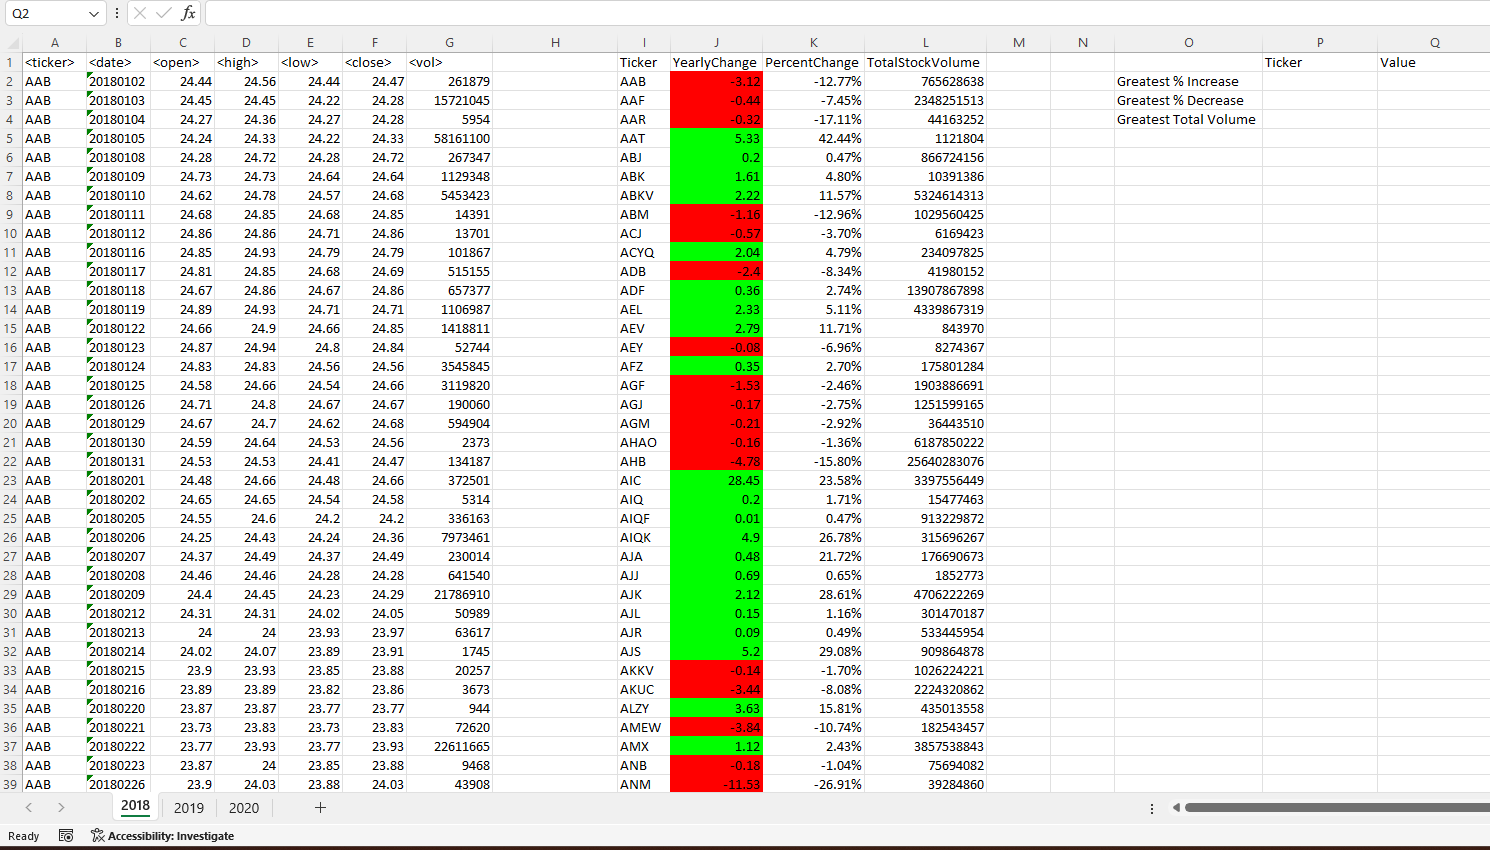 Q2 fx
A B C D E F G H I J K L M N O P Q
1 <ticker> <date> <open> <high> <low> <close> <vol> Ticker YearlyChange PercentChange TotalStockVolume Ticker Value
2 AAB 20180102 24.44 24.56 24.44 24.47 261879 AAB -3.12 -12.77% 765628638 Greatest % Increase
3 AAB 20180103 24.45 24.45 24.22 24.28 15721045 AAF -0.44 -7.45% 2348251513 Greatest % Decrease
4 AAB 20180104 24.27 24.36 24.27 24.28 5954 AAR -0.32 -17.11% 44163252 Greatest Total Volume
5 AAB 20180105 24.24 24.33 24.22 24.33 58161100 AAT 5.33 42.44% 1121804
6 AAB 20180108 24.28 24.72 24.28 24.72 267347 ABJ 0.2 0.47% 866724156
7 AAB 20180109 24.73 24.73 24.64 24.64 1129348 ABK 1.61 4.80% 10391386
8 AAB 20180110 24.62 24.78 24.57 24.68 5453423 ABKV 2.22 11.57% 5324614313
9 AAB 20180111 24.68 24.85 24.68 24.85 14391 ABM -1.16 -12.96% 1029560425
10 AAB 20180112 24.86 24.86 24.71 24.86 13701 ACJ -0.57 -3.70% 6169423
11 AAB 20180116 24.85 24.93 24.79 24.79 101867 ACYQ 2.04 4.79% 234097825
12 AAB 20180117 24.81 24.85 24.68 24.69 515155 ADB -2.4 -8.34% 41980152
13 AAB 20180118 24.67 24.86 24.67 24.86 657377 ADF 0.36 2.74% 13907867898
14 AAB 20180119 24.89 24.93 24.71 24.71 1106987 AEL 2.33 5.11% 4339867319
15 AAB 20180122 24.66 24.9 24.66 24.85 1418811 AEV 2.79 11.71% 843970
16 AAB 20180123 24.87 24.94 24.8 24.84 52744 AEY -0.08 -6.96% 8274367
17 AAB 20180124 24.83 24.83 24.56 24.56 3545845 AFZ 0.35 2.70% 175801284
18 AAB 20180125 24.58 24.66 24.54 24.66 3119820 AGF -1.53 -2.46% 1903886691
19 AAB 20180126 24.71 24.8 24.67 24.67 190060 AGJ -0.17 -2.75% 1251599165
20 AAB 20180129 24.67 24.7 24.62 24.68 594904 AGM -0.21 -2.92% 36443510
21 AAB 20180130 24.59 24.64 24.53 24.56 2373 AHAO -0.16 -1.36% 6187850222
22 AAB 20180131 24.53 24.53 24.41 24.47 134187 AHB -4.78 -15.80% 25640283076
23 AAB 20180201 24.48 24.66 24.48 24.66 372501 AIC 28.45 23.58% 3397556449
24 AAB 20180202 24.65 24.65 24.54 24.58 5314 AIQ 0.2 1.71% 15477463
25 AAB 20180205 24.55 24.6 24.2 24.2 336163 AIQF 0.01 0.47% 913229872
26 AAB 20180206 24.25 24.43 24.24 24.36 7973461 AIQK 4.9 26.78% 315696267
27 AAB 20180207 24.37 24.49 24.37 24.49 230014 AJA 0.48 21.72% 176690673
28 AAB 20180208 24.46 24.46 24.28 24.28 641540 AJJ 0.69 0.65% 1852773
29 AAB 20180209 24.4 24.45 24.23 24.29 21786910 AJK 2.12 28.61% 4706222269
30 AAB 20180212 24.31 24.31 24.02 24.05 50989 AJL 0.15 1.16% 301470187
31 AAB 20180213 24 24 23.93 23.97 63617 AJR 0.09 0.49% 533445954
32 AAB 20180214 24.02 24.07 23.89 23.91 1745 AJS 5.2 29.08% 909864878
33 AAB 20180215 23.9 23.93 23.85 23.88 20257 AKKV -0.14 -1.70% 1026224221
34 AAB 20180216 23.89 23.89 23.82 23.86 3673 AKUC -3.44 -8.08% 2224320862
35 AAB 20180220 23.87 23.87 23.77 23.77 944 ALZY 3.63 15.81% 435013558
36 AAB 20180221 23.73 23.83 23.73 23.83 72620 AMEW -3.84 -10.74% 182543457
37 AAB 20180222 23.77 23.93 23.77 23.93 22611665 AMX 1.12 2.43% 3857538843
38 AAB 20180223 23.87 24 23.85 23.88 9468 ANB -0.18 -1.04% 75694082
39 AAB 20180226 23.9 24.03 23.88 24.03 43908 ANM -11.53 -26.91% 39284860
2018 2019 2020
Ready Accessibility: Investigate